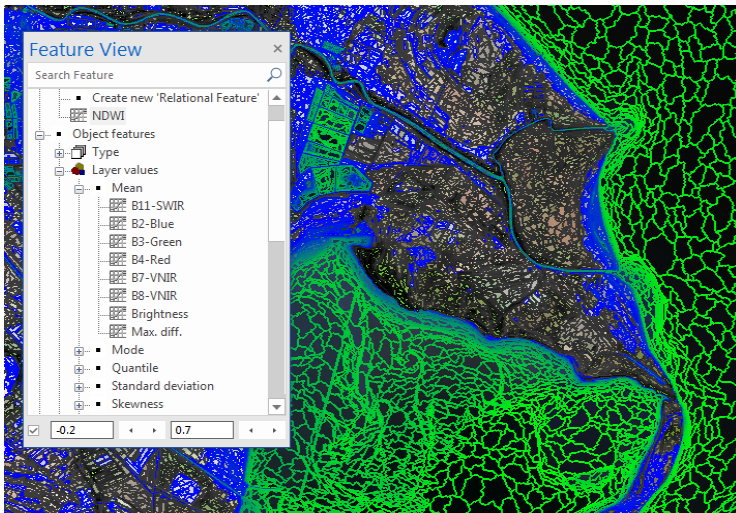 Feature View
Search Feature
Create new 'Relational Feature'
NDWI
Object features
Type
Layer values
Mean
B11-SWIR
B2-Blue
B3-Green
B4-Red
B7-VNIR
B8-VNIR
Brightness
Max. diff.
Mode
Quantile
Standard deviation
Skewness
-0.2 0.7